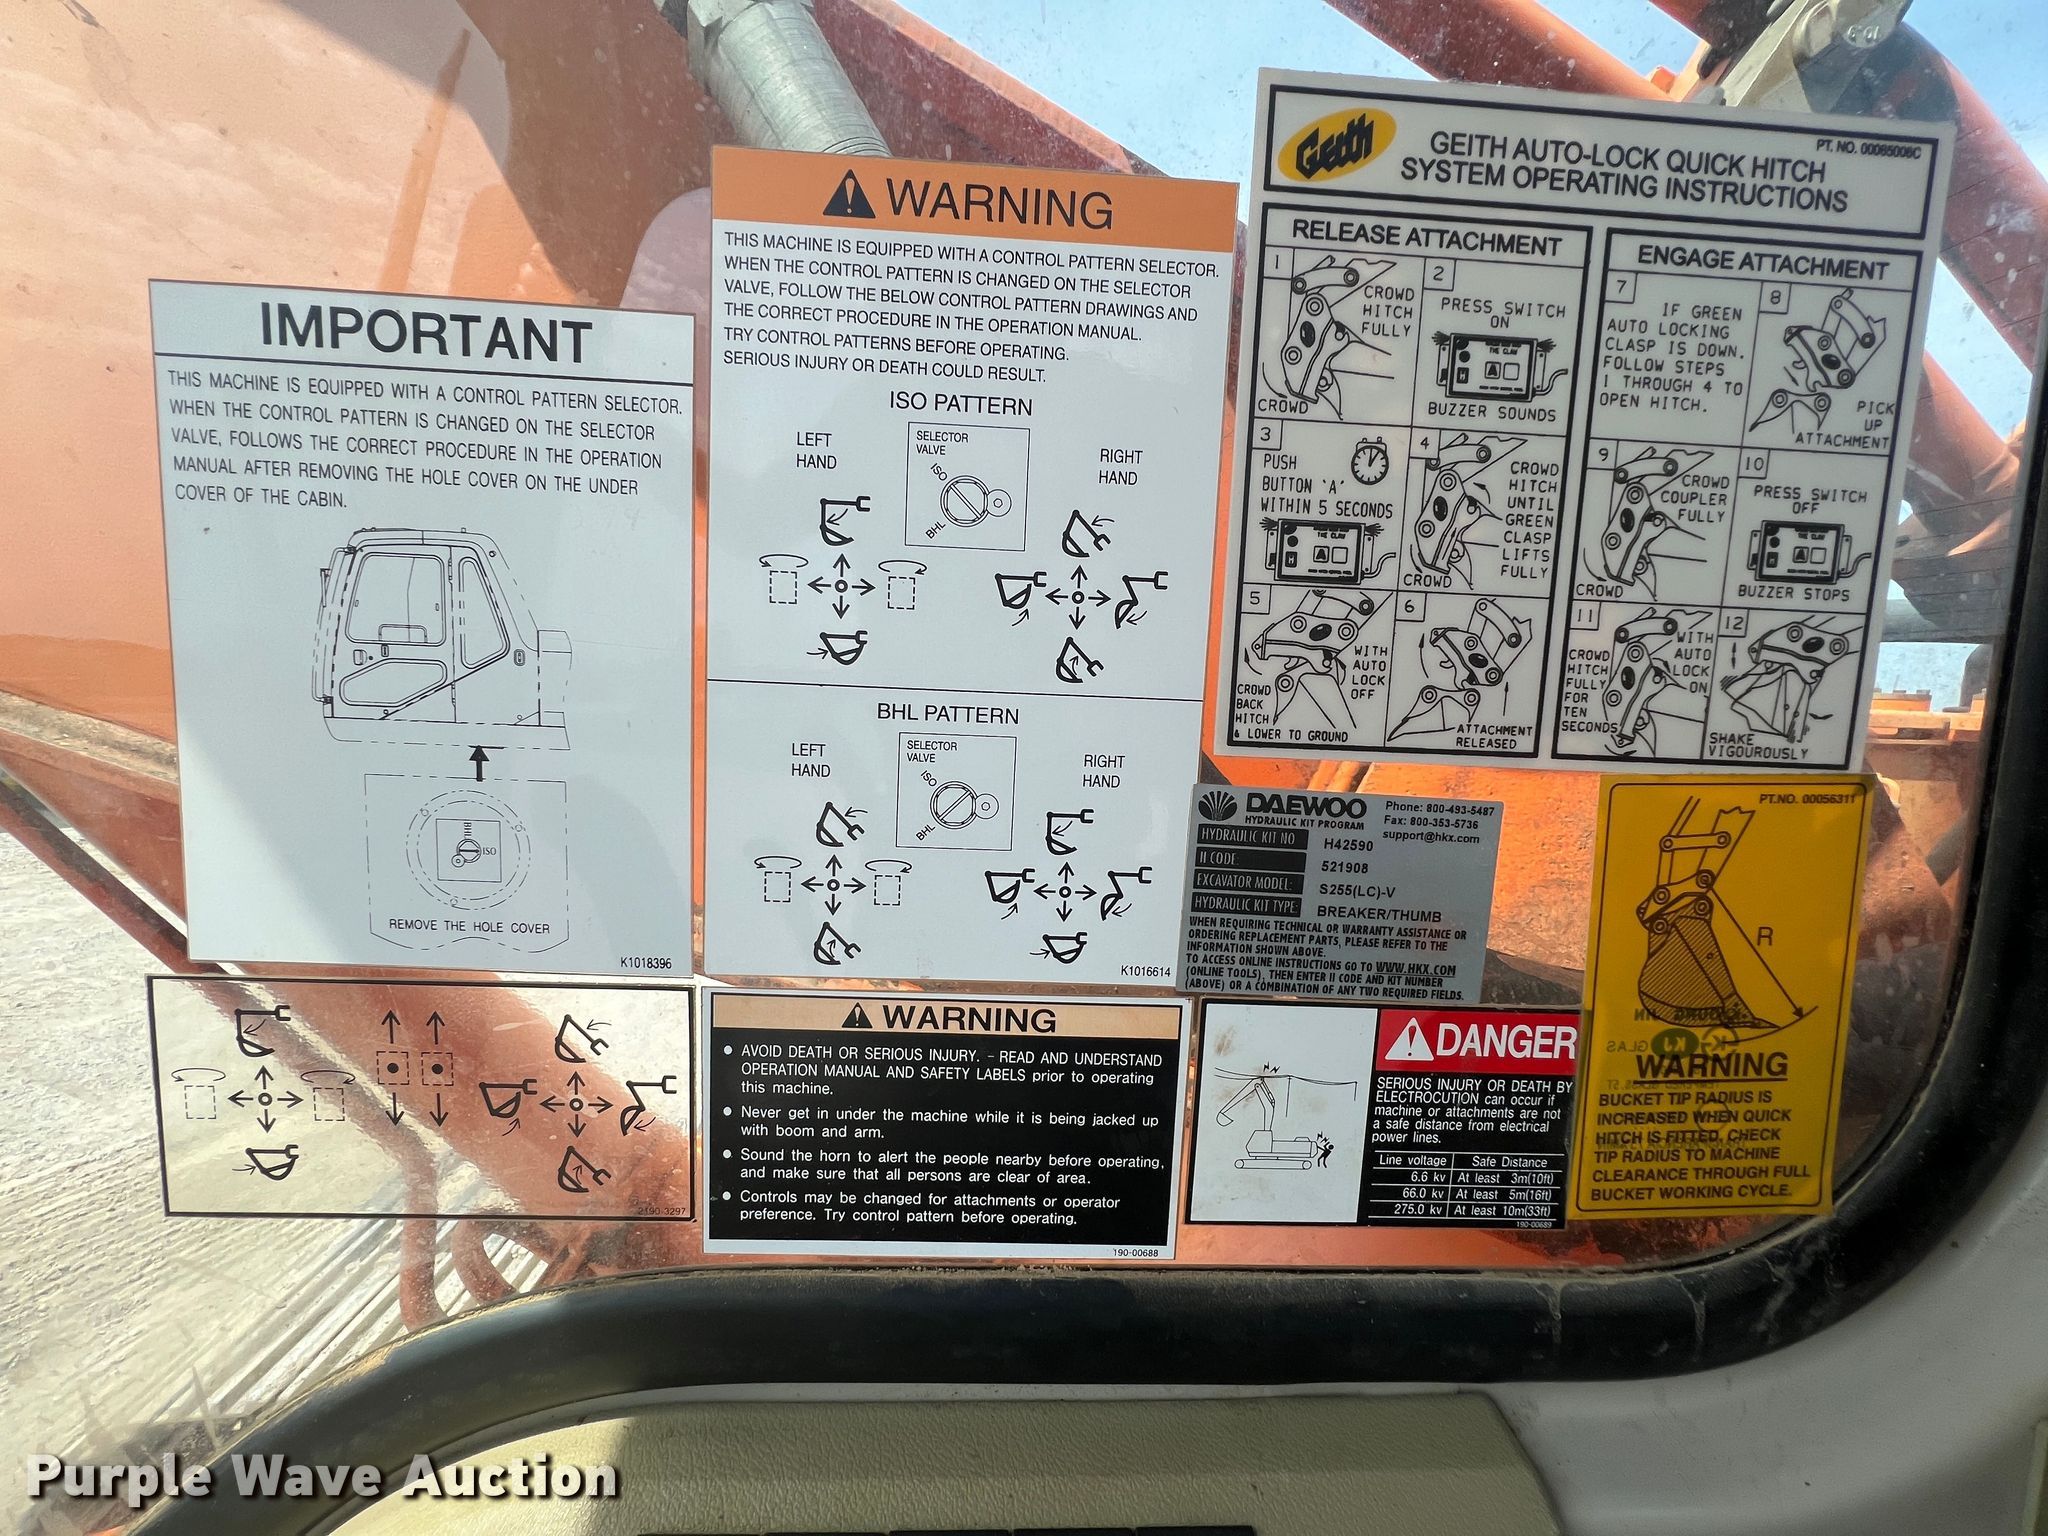 IMPORTANT
THIS MACHINE IS EQUIPPED WITH A CONTROL PATTERN SELECTOR.
WHEN THE CONTROL PATTERN IS CHANGED ON THE SELECTOR
VALVE, FOLLOWS THE CORRECT PROCEDURE IN THE OPERATION
MANUAL AFTER REMOVING THE HOLE COVER ON THE UNDER
COVER OF THE CABIN.
BHL
ISO
REMOVE THE HOLE COVER
K1018396
WARNING
THIS MACHINE IS EQUIPPED WITH A CONTROL PATTERN SELECTOR.
WHEN THE CONTROL PATTERN IS CHANGED ON THE SELECTOR
VALVE, FOLLOW THE BELOW CONTROL PATTERN DRAWINGS AND
THE CORRECT PROCEDURE IN THE OPERATION MANUAL.
TRY CONTROL PATTERNS BEFORE OPERATING.
SERIOUS INJURY OR DEATH COULD RESULT.
ISO PATTERN
LEFT
HAND
SELECTOR
VALVE
ISO
BHL
RIGHT
HAND
BHL PATTERN
LEFT
HAND
SELECTOR
VALVE
ISO
BHL
RIGHT
HAND
K1016614
Geith
GEITH AUTO-LOCK QUICK HITCH
SYSTEM OPERATING INSTRUCTIONS
PT. NO. 00065006C
RELEASE ATTACHMENT
1
CROWD
HITCH
FULLY
CROWD
2
PRESS SWITCH
ON
THE CLAW
H
A
BUZZER SOUNDS
3
PUSH
BUTTON 'A'
WITHIN 5 SECONDS
THE CLAW
H
A
4
CROWD
HITCH
UNTIL
GREEN
CLASP
LIFTS
FULLY
CROWD
5
WITH
AUTO
LOCK
OFF
CROWD
BACK
HITCH
& LOWER TO GROUND
6
ATTACHMENT
RELEASED
ENGAGE ATTACHMENT
7
IF GREEN
AUTO LOCKING
CLASP IS DOWN.
FOLLOW STEPS
1 THROUGH 4 TO
OPEN HITCH.
8
PICK
UP
ATTACHMENT
9
CROWD
COUPLER
FULLY
CROWD
10
PRESS SWITCH
OFF
THE CLAW
H
A
BUZZER STOPS
11
WITH
AUTO
LOCK
ON
CROWD
HITCH
FULLY
FOR
TEN
SECONDS
12
SHAKE
VIGOUROUSLY
DAEWOO
HYDRAULIC KIT PROGRAM
Phone: 800-493-5487
Fax: 800-353-5736
support@hkx.com
HYDRAULIC KIT NO
H42590
II CODE:
521908
EXCAVATOR MODEL:
S255(LC)-V
HYDRAULIC KIT TYPE:
BREAKER/THUMB
WHEN REQUIRING TECHNICAL OR WARRANTY ASSISTANCE OR
ORDERING REPLACEMENT PARTS, PLEASE REFER TO THE
INFORMATION SHOWN ABOVE.
TO ACCESS ONLINE INSTRUCTIONS GO TO WWW.HKX.COM
(ONLINE TOOLS), THEN ENTER II CODE AND KIT NUMBER
(ABOVE) OR A COMBINATION OF ANY TWO REQUIRED FIELDS.
PT.NO. 00056311
R
WARNING
BUCKET TIP RADIUS IS
INCREASED WHEN QUICK
HITCH IS FITTED, CHECK
TIP RADIUS TO MACHINE
CLEARANCE THROUGH FULL
BUCKET WORKING CYCLE.
2190-3297
WARNING
AVOID DEATH OR SERIOUS INJURY. - READ AND UNDERSTAND
OPERATION MANUAL AND SAFETY LABELS prior to operating
this machine.
Never get in under the machine while it is being jacked up
with boom and arm.
Sound the horn to alert the people nearby before operating,
and make sure that all persons are clear of area.
Controls may be changed for attachments or operator
preference. Try control pattern before operating.
190-00688
DANGER
SERIOUS INJURY OR DEATH BY
ELECTROCUTION can occur if
machine or attachments are not
a safe distance from electrical
power lines.
Line voltage Safe Distance
6.6 kv At least 3m(10ft)
66.0 kv At least 5m(16ft)
275.0 kv At least 10m(33ft)
190-00689
Purple Wave Auction